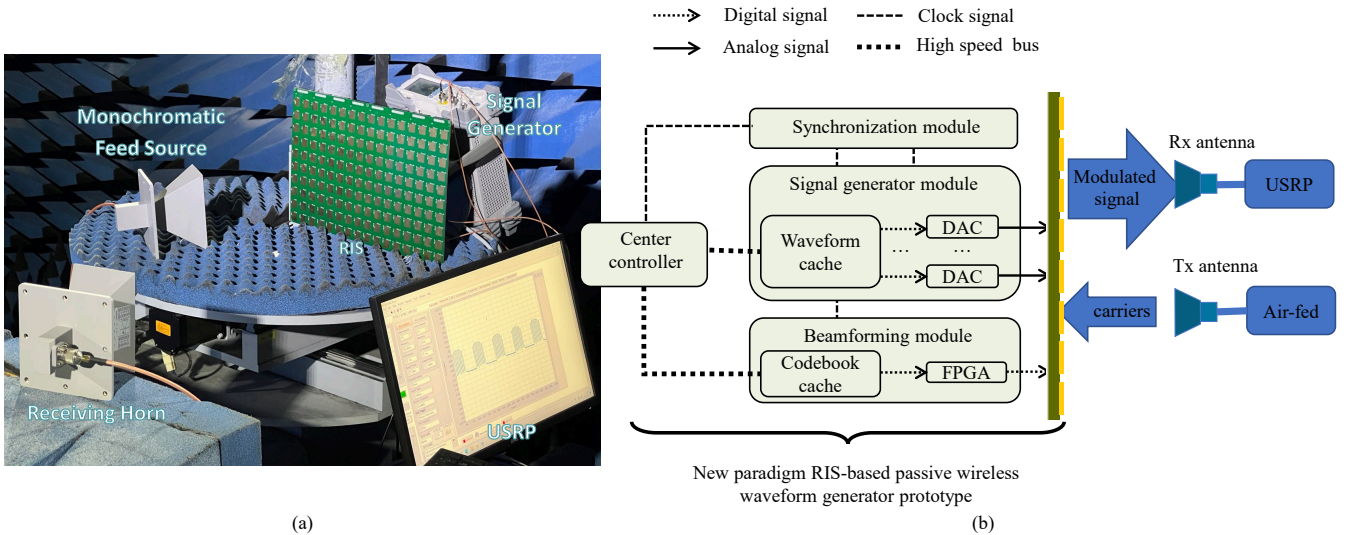 Digital signal
Clock signal
Analog signal
High speed bus
Monochromatic
Feed Source
Signal
Generator
RIS
Receiving Horn
USRP
Synchronization module
Signal generator module
Waveform
cache
DAC
... ...
DAC
Center
controller
Beamforming module
Codebook
cache
FPGA
Modulated
signal
Rx antenna
USRP
Tx antenna
carriers
Air-fed
New paradigm RIS-based passive wireless
waveform generator prototype
(a)
(b)